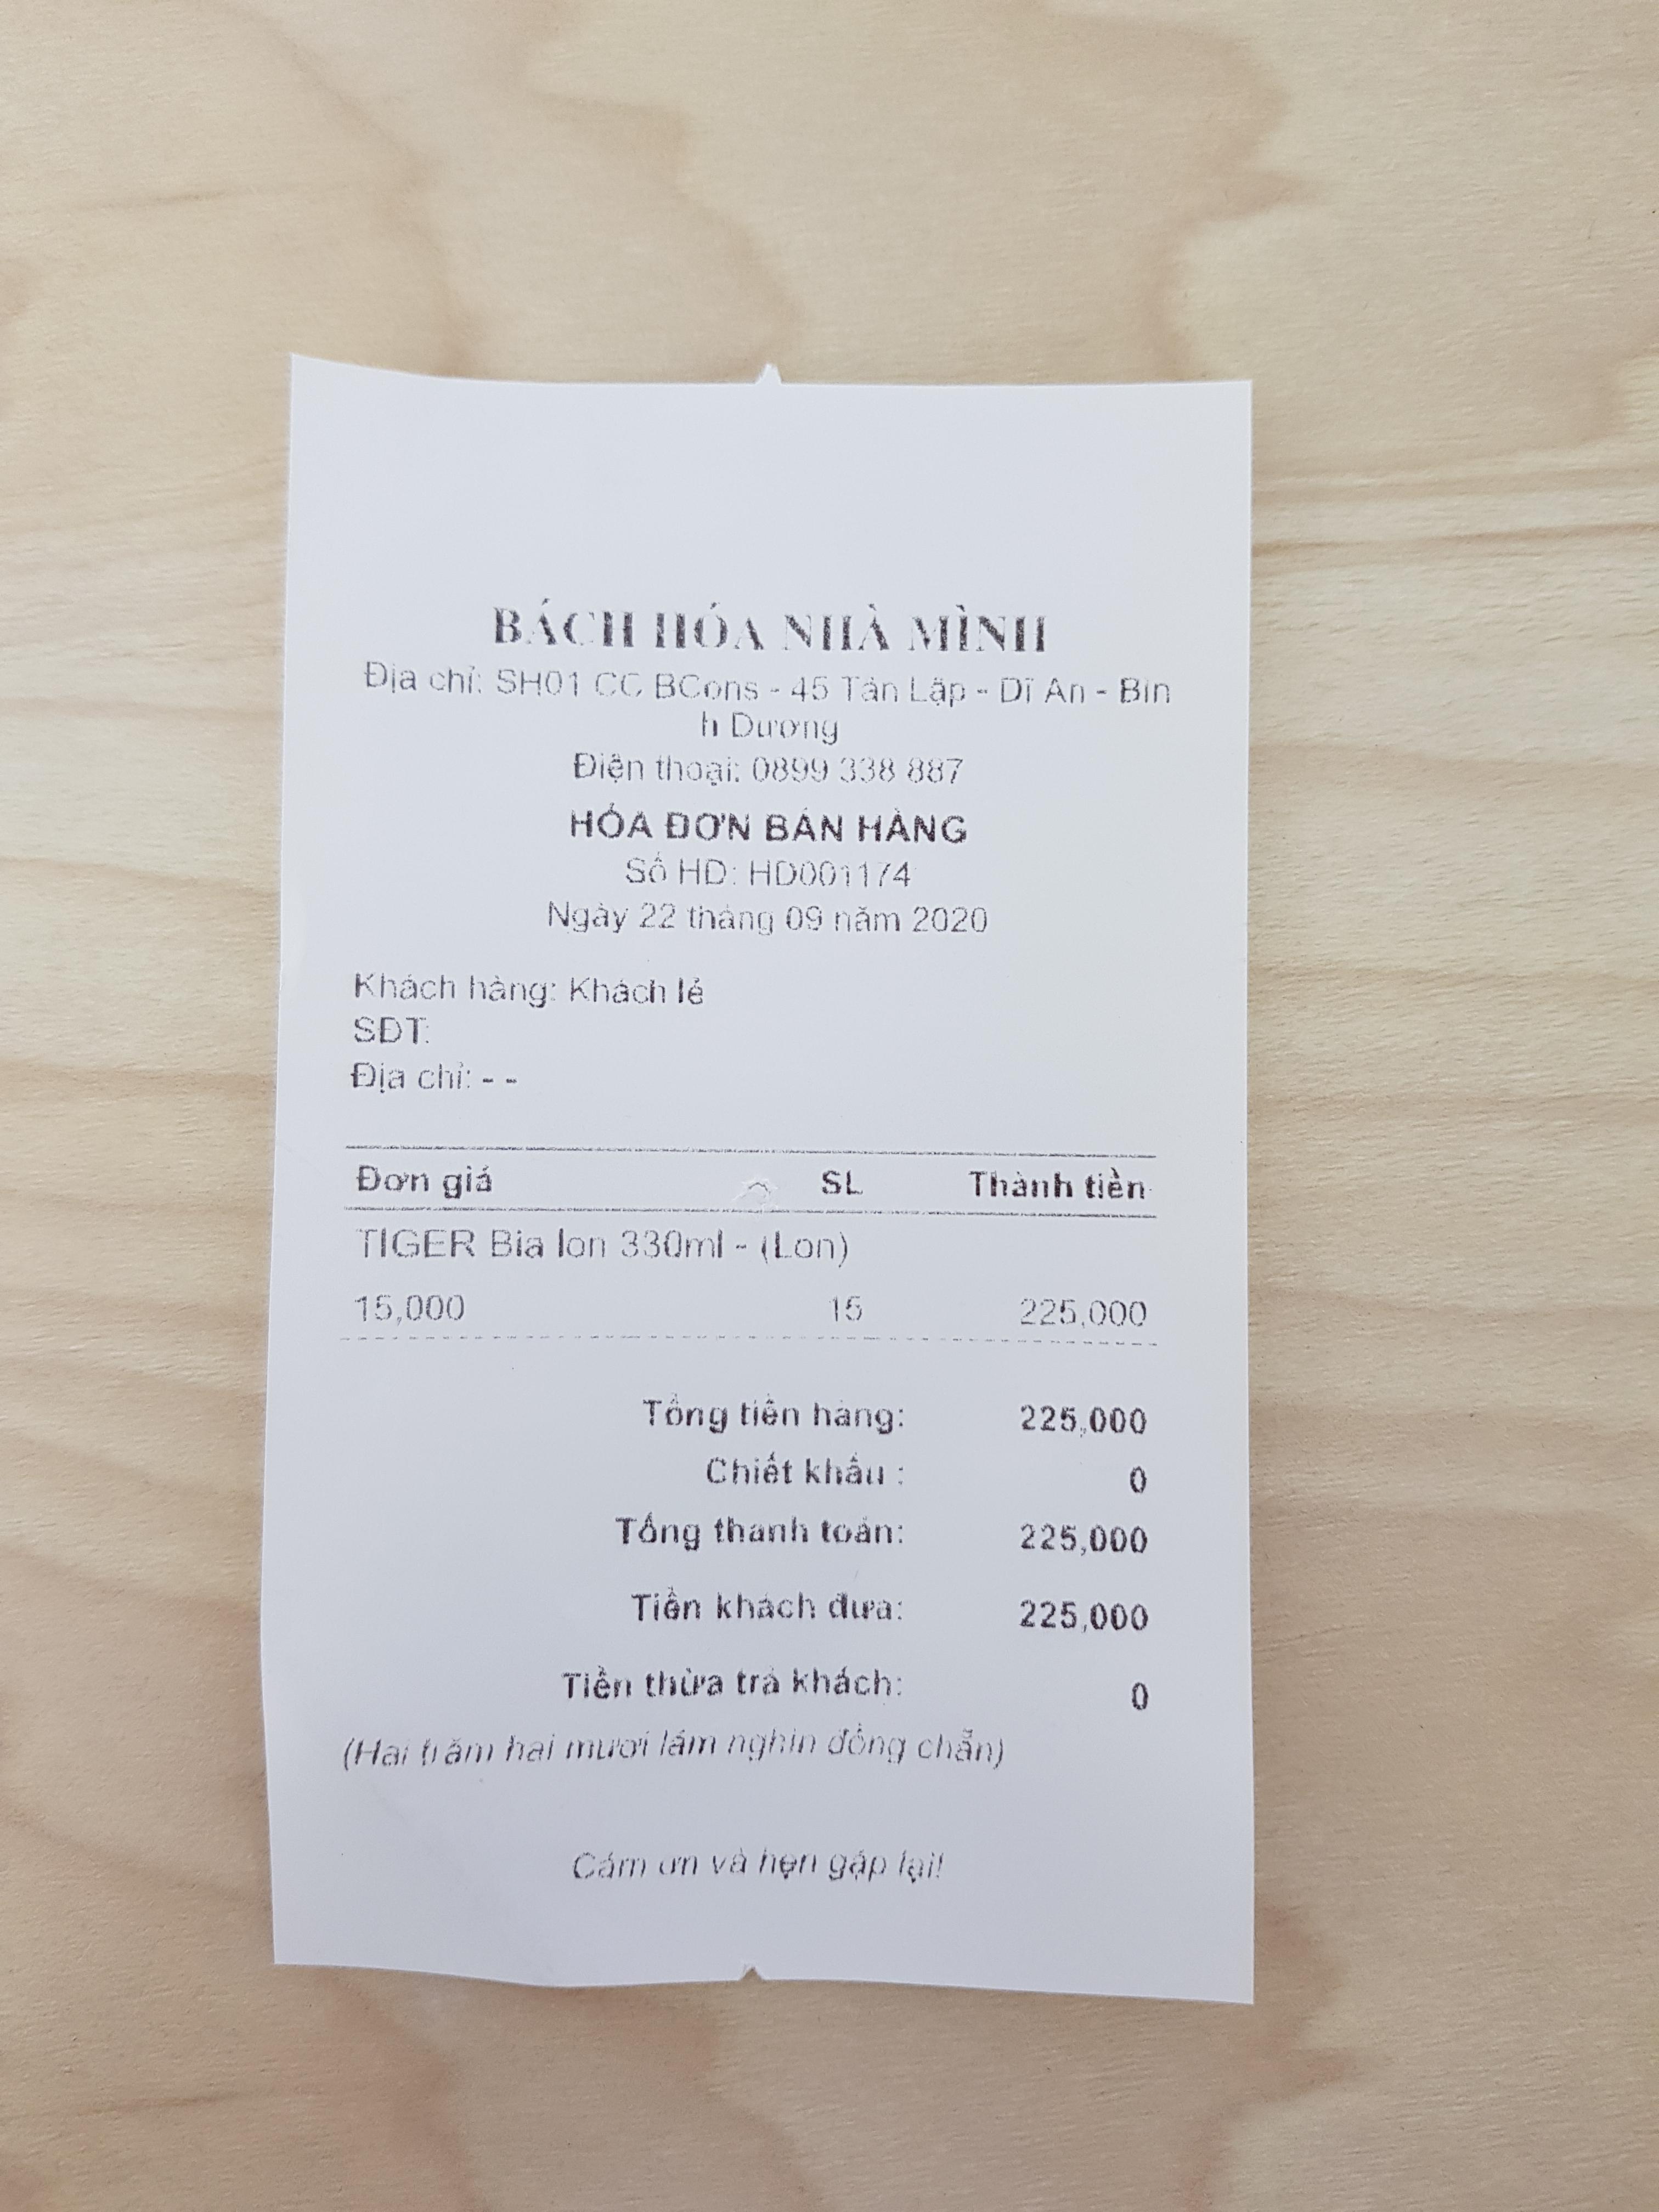 BÁCH HÓA NHÀ MÌNH
Địa chỉ: SH01 CC BCons - 45 Tân Lập - Dĩ An - Bìn
h Dương
Điện thoại: 0899 338 887
HÓA ĐƠN BÁN HÀNG
Số HD: HD001174
Ngày 22 tháng 09 năm 2020
Khách hàng: Khách lẻ
SĐT:
Địa chỉ: - -
Đơn giá SL Thành tiền
TIGER Bia lon 330ml - (Lon)
15,000 15 225,000
Tổng tiền hàng: 225,000
Chiết khấu : 0
Tổng thanh toán: 225,000
Tiền khách đưa: 225,000
Tiền thừa trả khách: 0
(Hai trăm hai mươi lăm nghìn đồng chẵn)
Cám ơn và hẹn gặp lại!